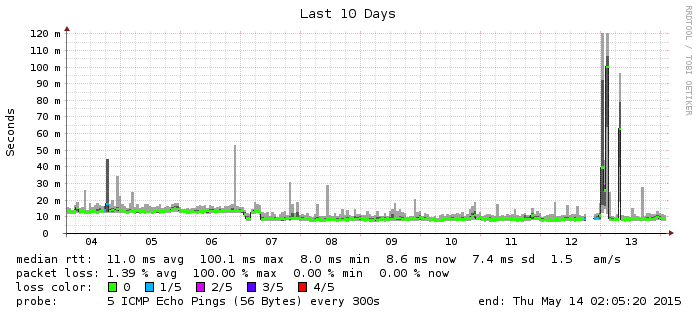 Last 10 Days
RRDTOOL / TOBI OETIKER
Seconds
120 m
110 m
100 m
90 m
80 m
70 m
60 m
50 m
40 m
30 m
20 m
10 m
0
04 05 06 07 08 09 10 11 12 13
median rtt: 11.0 ms avg 100.1 ms max 8.0 ms min 8.6 ms now 7.4 ms sd 1.5 am/s
packet loss: 1.39 % avg 100.00 % max 0.00 % min 0.00 % now
loss color: 0 1/5 2/5 3/5 4/5
probe: 5 ICMP Echo Pings (56 Bytes) every 300s end: Thu May 14 02:05:20 2015